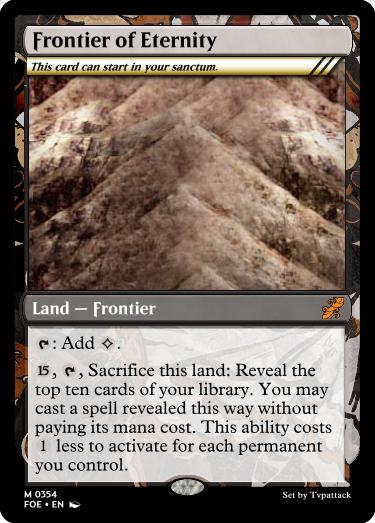 Frontier of Eternity
This card can start in your sanctum.
Land — Frontier
: Add .
15, , Sacrifice this land: Reveal the
top ten cards of your library. You may
cast a spell revealed this way without
paying its mana cost. This ability costs
1 less to activate for each permanent
you control.
M 0354
FOE • EN
Set by Tvpattack